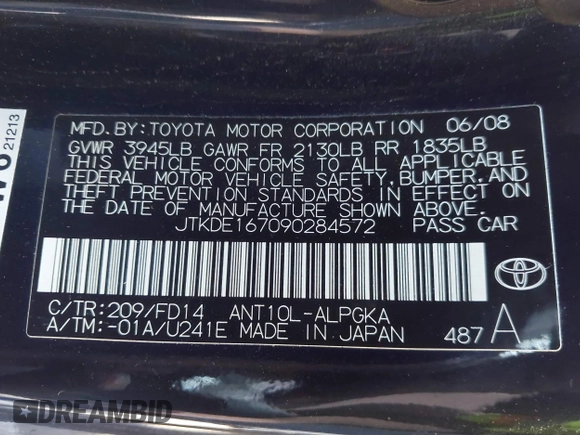 MFD.BY:TOYOTA MOTOR CORPORATION 06/08
GVWR 3945LB GAWR FR 2130LB RR 1835LB
THIS VEHICLE CONFORMS TO ALL APPLICABLE
FEDERAL MOTOR VEHICLE SAFETY,BUMPER,AND
THEFT PREVENTION STANDARDS IN EFFECT ON
THE DATE OF MANUFACTURE SHOWN ABOVE.
JTKDE167090284572 PASS CAR
C/TR:209/FD14 ANT10L-ALPGKA
A/TM:-01A/U241E MADE IN JAPAN 487 A
TOYOTA
21213
DREAMBID